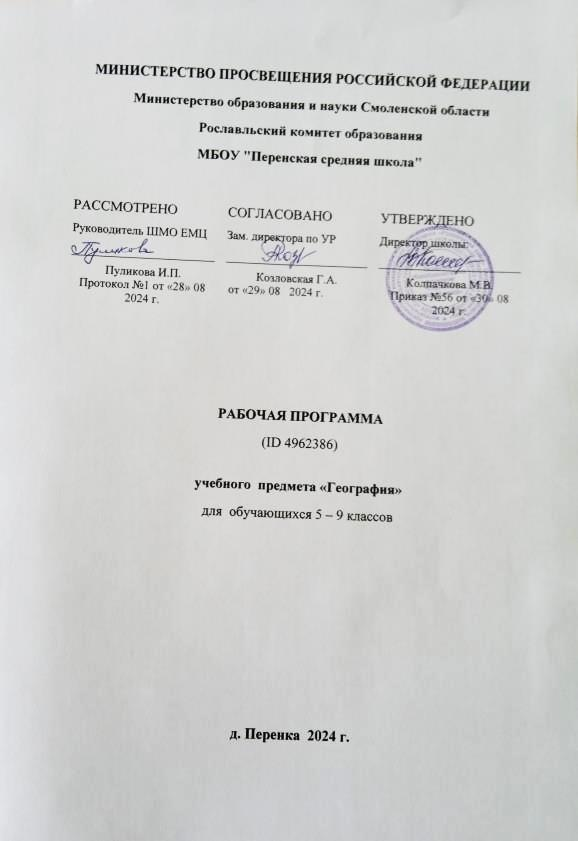 МИНИСТЕРСТВО ПРОСВЕЩЕНИЯ РОССИЙСКОЙ ФЕДЕРАЦИИ
Министерство образования и науки Смоленской области
Рославльский комитет образования
МБОУ "Перенская средняя школа"
РАССМОТРЕНО
Руководитель ШМО ЕМЦ
Пуликова
Пуликова И.П.
Протокол №1 от «28» 08
2024 г.
СОГЛАСОВАНО
Зам. директора по УР
Козловская Г.А.
от «29» 08 2024 г.
УТВЕРЖДЕНО
Директор школы:
Колпачкова М.В.
Приказ №56 от «30» 08
2024 г.
РАБОЧАЯ ПРОГРАММА
(ID 4962386)
учебного предмета «География»
для обучающихся 5 – 9 классов
д. Перенка 2024 г.